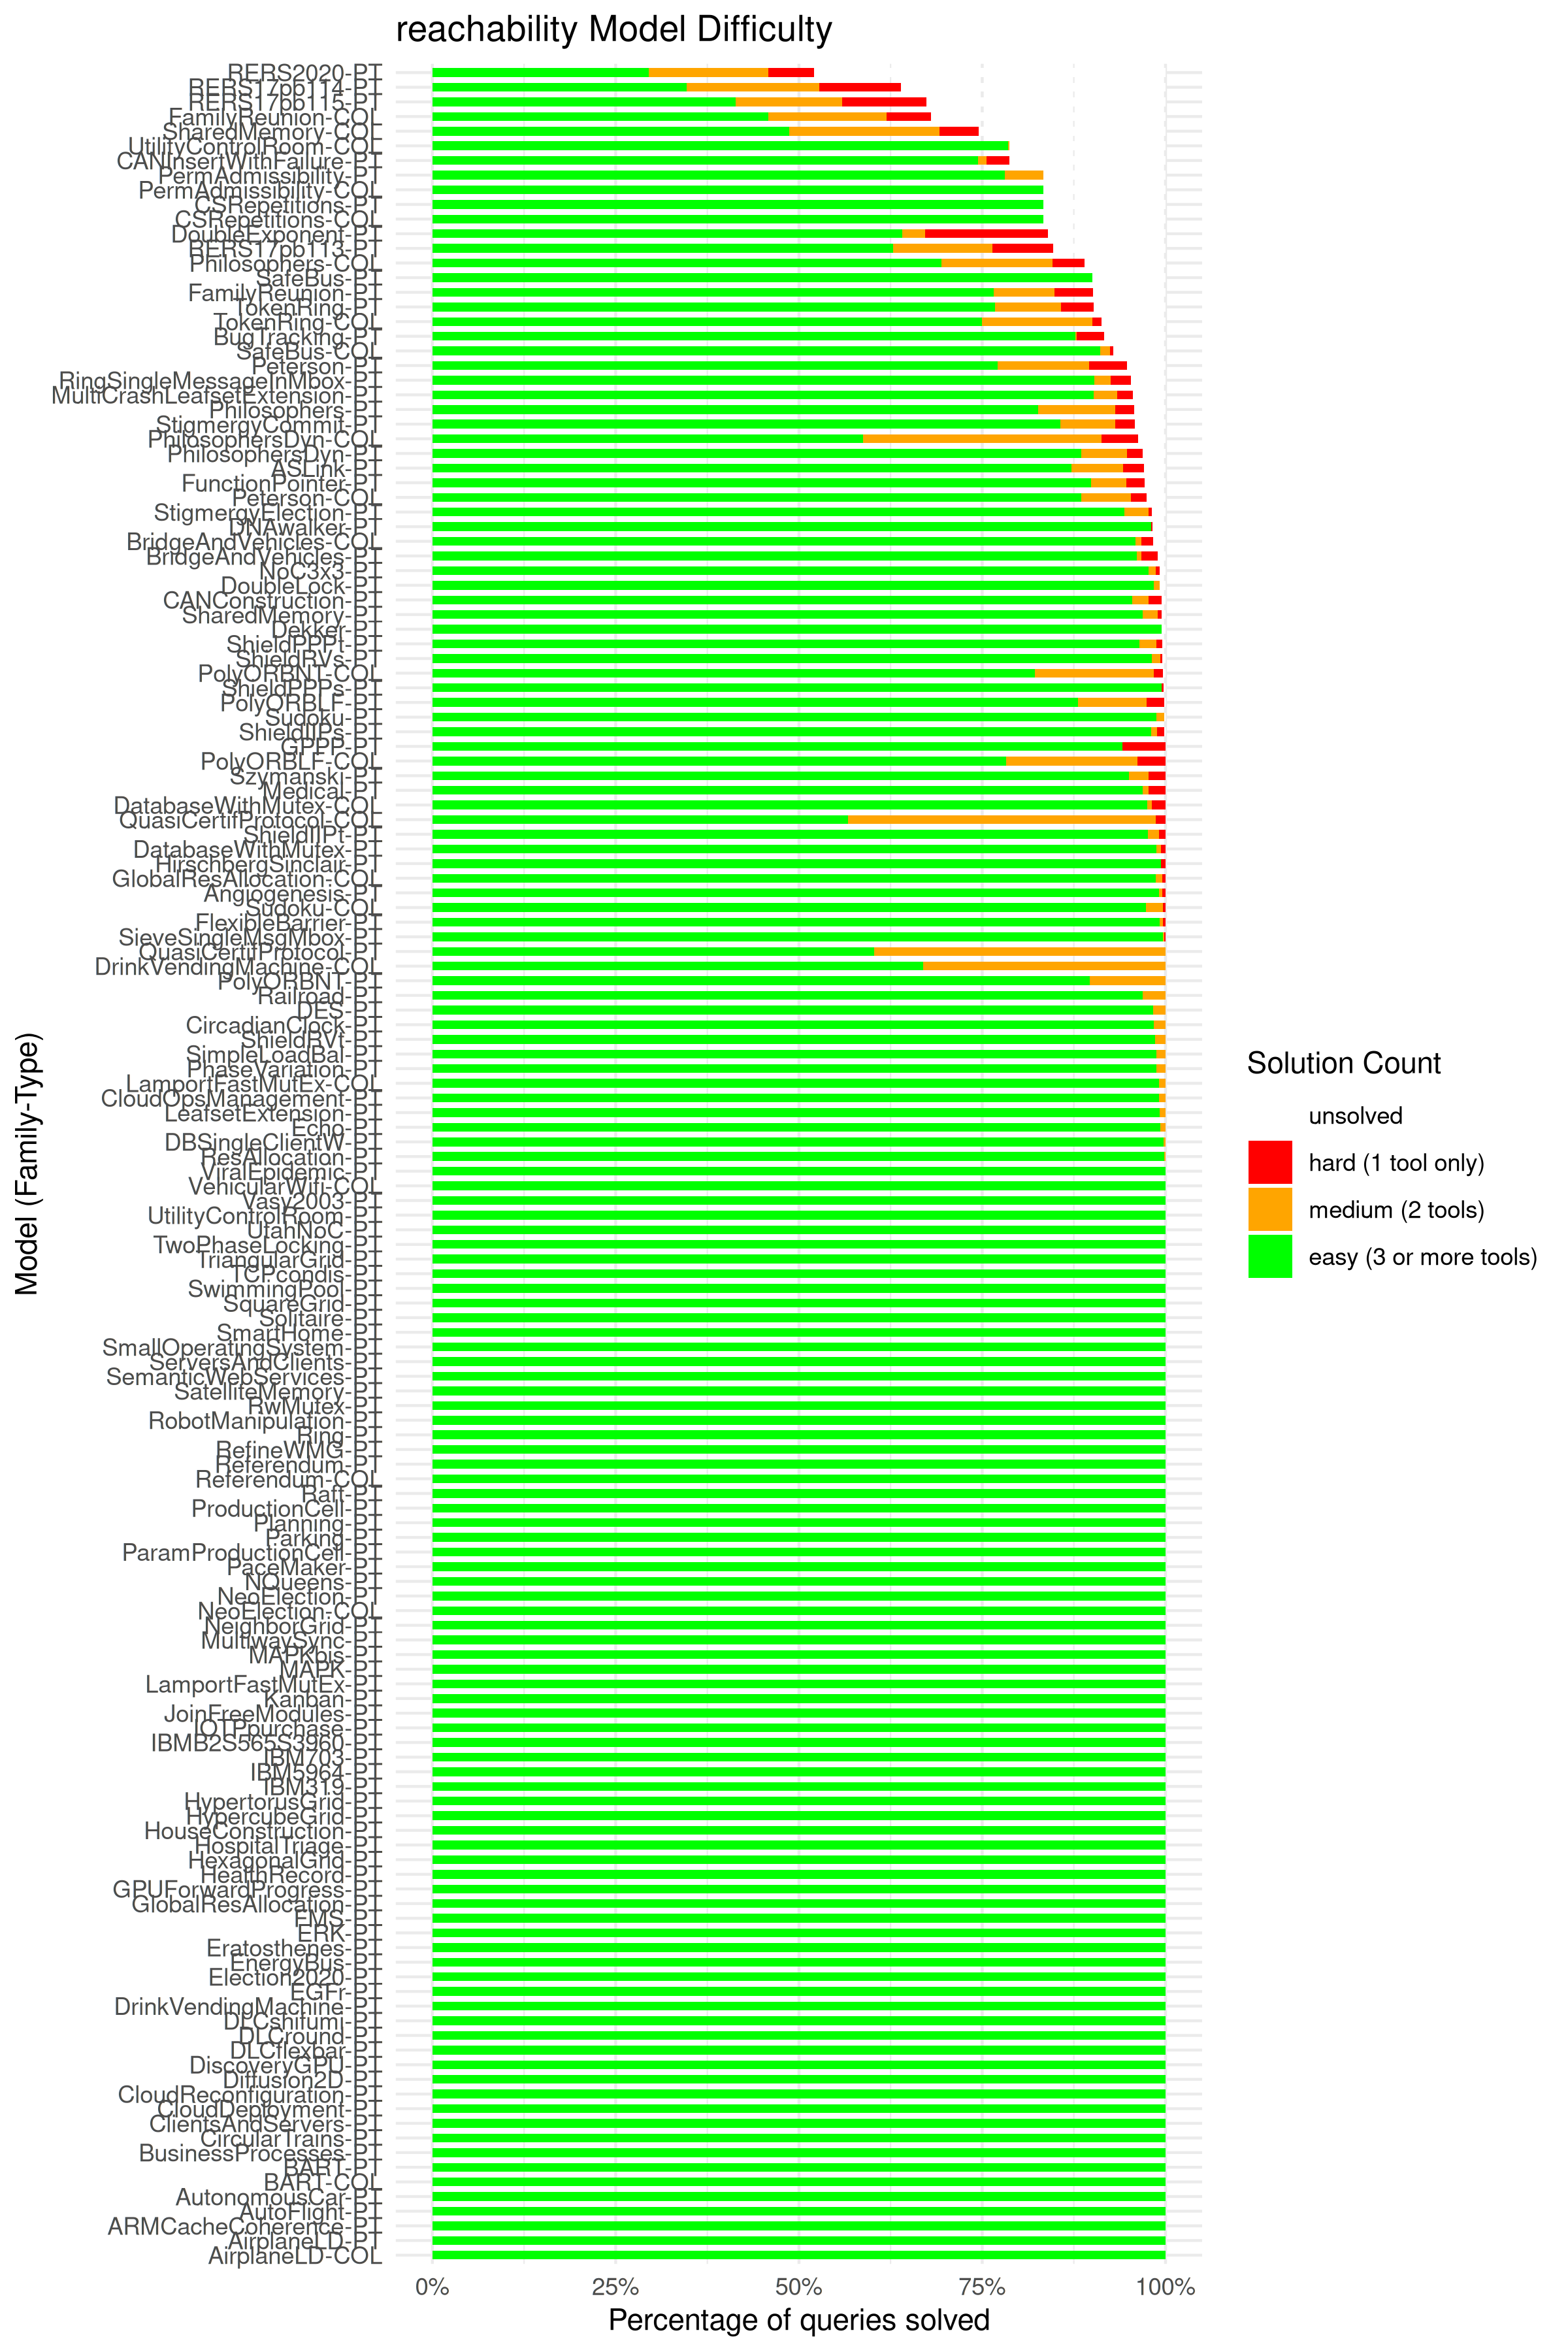 reachability Model Difficulty
RERS2020-PT
RERS17pb114-PT
RERS17pb115-PT
FamilyReunion-COL
SharedMemory-COL
UtilityControlRoom-COL
CANInsertWithFailure-PT
PermAdmissibility-PT
PermAdmissibility-COL
CSRepetitions-PT
CSRepetitions-COL
DoubleExponent-PT
RERS17pb113-PT
Philosophers-COL
SafeBus-PT
FamilyReunion-PT
TokenRing-PT
TokenRing-COL
BugTracking-PT
SafeBus-COL
Peterson-PT
RingSingleMessageInMbox-PT
MultiCrashLeafsetExtension-PT
Philosophers-PT
StigmergyCommit-PT
PhilosophersDyn-COL
PhilosophersDyn-PT
ASLink-PT
FunctionPointer-PT
Peterson-COL
StigmergyElection-PT
DNAwalker-PT
BridgeAndVehicles-COL
BridgeAndVehicles-PT
NoC3x3-PT
DoubleLock-PT
CANConstruction-PT
SharedMemory-PT
Dekker-PT
ShieldPPPt-PT
ShieldRVs-PT
PolyORBNT-COL
ShieldPPPs-PT
PolyORBLF-PT
Sudoku-PT
ShieldIIPs-PT
GPPP-PT
PolyORBLF-COL
Szymanski-PT
Medical-PT
DatabaseWithMutex-COL
QuasiCertifProtocol-COL
ShieldIIPt-PT
DatabaseWithMutex-PT
HirschbergSinclair-PT
GlobalResAllocation-COL
Angiogenesis-PT
Sudoku-COL
FlexibleBarrier-PT
SieveSingleMsgMbox-PT
QuasiCertifProtocol-PT
DrinkVendingMachine-COL
PolyORBNT-PT
Railroad-PT
DES-PT
CircadianClock-PT
ShieldRVt-PT
SimpleLoadBal-PT
PhaseVariation-PT
LamportFastMutEx-COL
CloudOpsManagement-PT
LeafsetExtension-PT
Echo-PT
DBSingleClientW-PT
ResAllocation-PT
ViralEpidemic-PT
VehicularWifi-COL
Vasy2003-PT
UtilityControlRoom-PT
UtahNoC-PT
TwoPhaseLocking-PT
TriangularGrid-PT
TCPcondis-PT
SwimmingPool-PT
SquareGrid-PT
Solitaire-PT
SmartHome-PT
SmallOperatingSystem-PT
ServersAndClients-PT
SemanticWebServices-PT
SatelliteMemory-PT
RwMutex-PT
RobotManipulation-PT
Ring-PT
RefineWMG-PT
Referendum-PT
Referendum-COL
Raft-PT
ProductionCell-PT
Planning-PT
Parking-PT
ParamProductionCell-PT
PaceMaker-PT
NQueens-PT
NeoElection-PT
NeoElection-COL
NeighborGrid-PT
MultiwaySync-PT
MAPKbis-PT
MAPK-PT
LamportFastMutEx-PT
Kanban-PT
JoinFreeModules-PT
IOTPpurchase-PT
IBMB2S565S3960-PT
IBM703-PT
IBM5964-PT
IBM319-PT
HypertorusGrid-PT
HypercubeGrid-PT
HouseConstruction-PT
HospitalTriage-PT
HexagonalGrid-PT
HealthRecord-PT
GPUForwardProgress-PT
GlobalResAllocation-PT
FMS-PT
ERK-PT
Eratosthenes-PT
EnergyBus-PT
Election2020-PT
EGFr-PT
DrinkVendingMachine-PT
DLCshifumi-PT
DLCround-PT
DLCflexbar-PT
DiscoveryGPU-PT
Diffusion2D-PT
CloudReconfiguration-PT
CloudDeployment-PT
ClientsAndServers-PT
CircularTrains-PT
BusinessProcesses-PT
BART-PT
BART-COL
AutonomousCar-PT
AutoFlight-PT
ARMCacheCoherence-PT
AirplaneLD-PT
AirplaneLD-COL
Model (Family-Type)
0% 25% 50% 75% 100%
Percentage of queries solved
Solution Count
unsolved
hard (1 tool only)
medium (2 tools)
easy (3 or more tools)